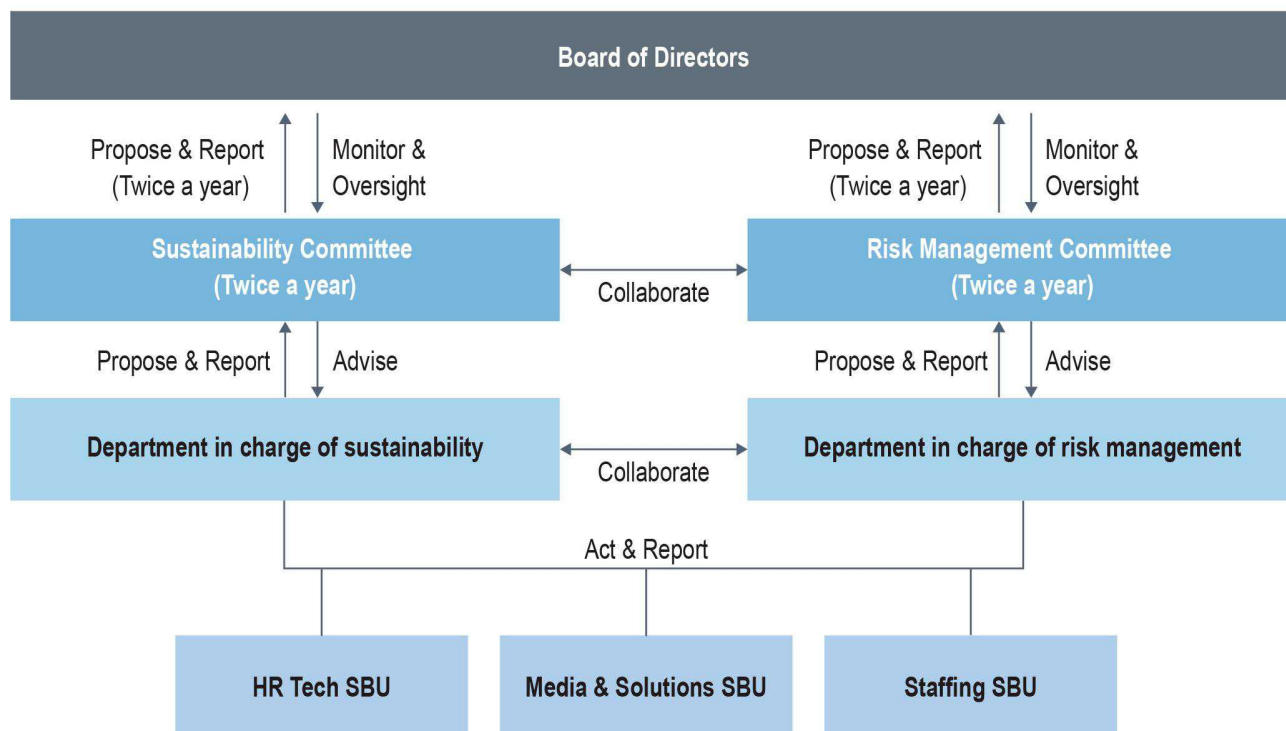 Board of Directors
Propose & Report
(Twice a year)
Monitor &
Oversight
Propose & Report
(Twice a year)
Monitor &
Oversight
Sustainability Committee
(Twice a year)
Collaborate
Risk Management Committee
(Twice a year)
Propose & Report
Advise
Propose & Report
Advise
Department in charge of sustainability
Collaborate
Department in charge of risk management
Act & Report
HR Tech SBU
Media & Solutions SBU
Staffing SBU